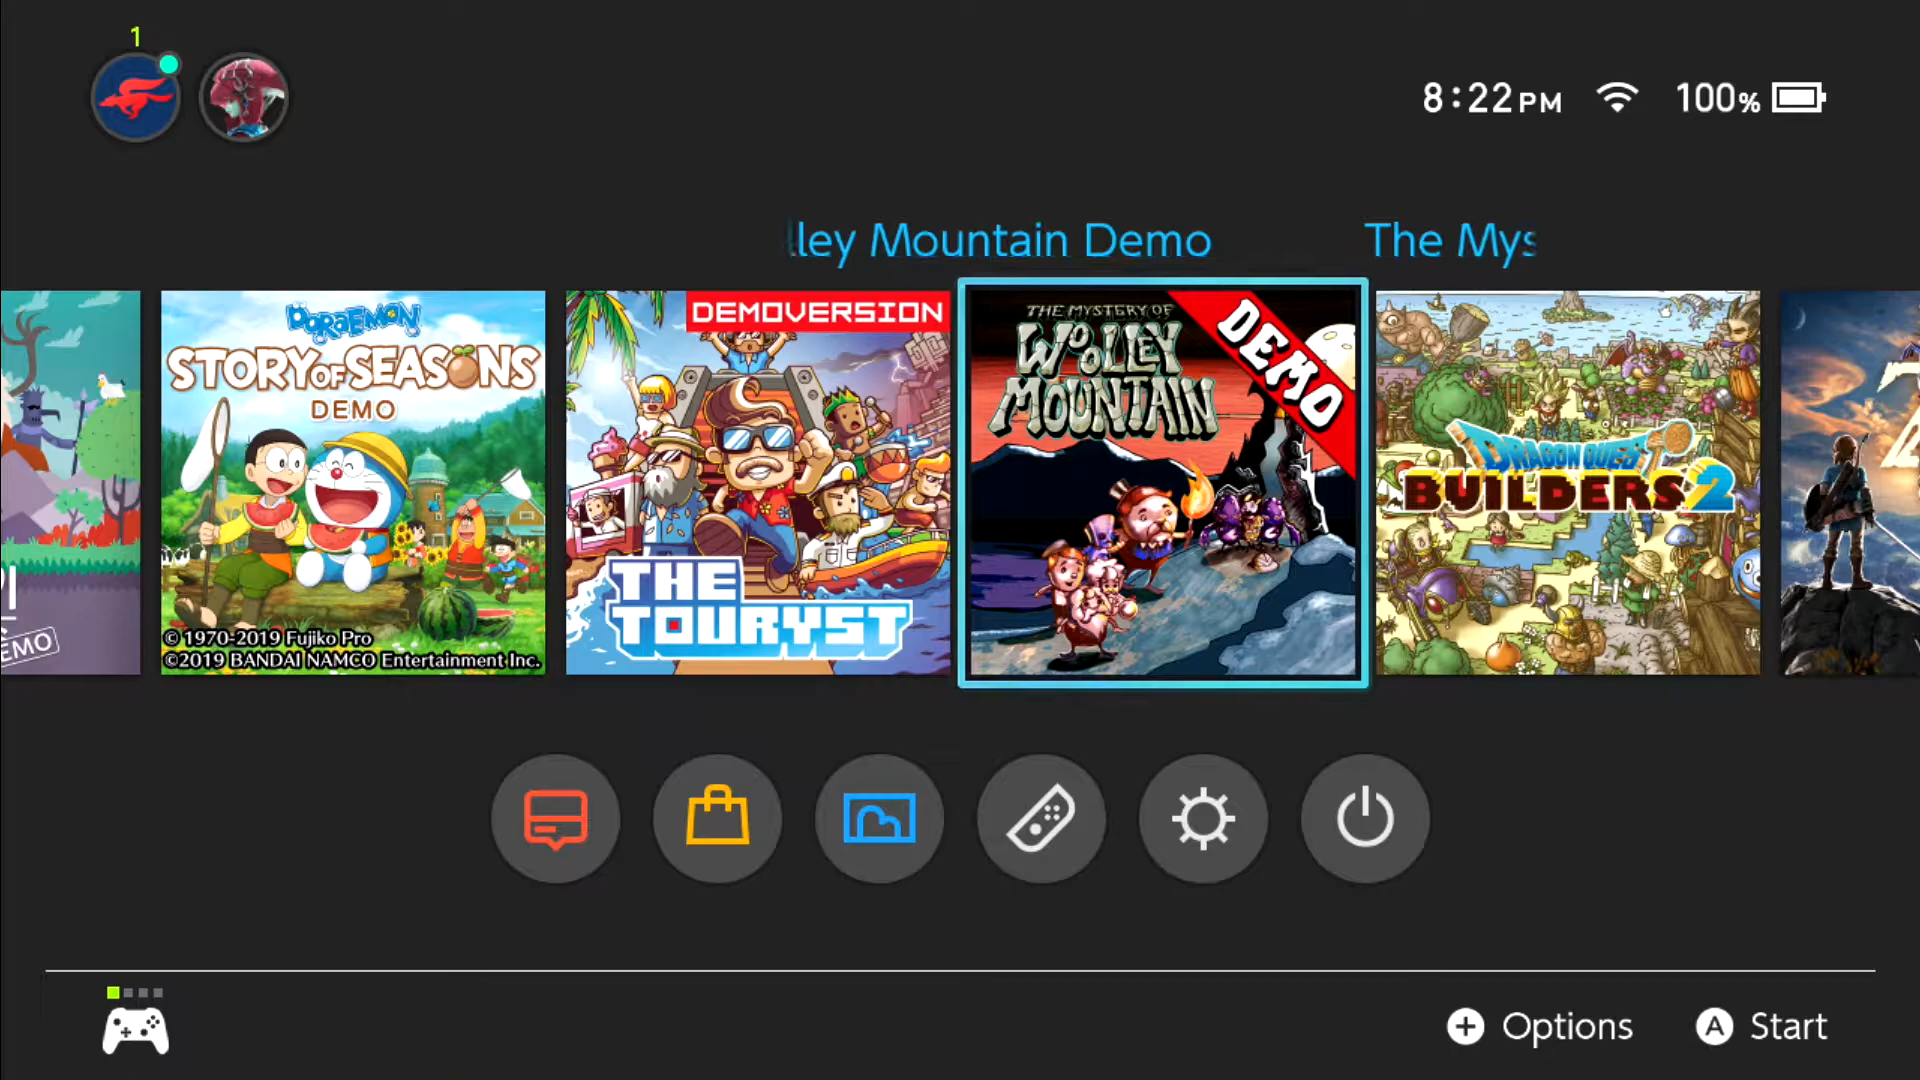 1
8:22PM
100%
lley Mountain Demo
The Mys
DORAEMON
STORY OF SEASONS
DEMO
© 1970-2019 Fujiko Pro
©2019 BANDAI NAMCO Entertainment Inc.
DEMOVERSION
THE
TOURYST
THE MYSTERY OF
WOOLLEY
MOUNTAIN
DEMO
DRAGON QUEST
BUILDERS 2
EMO
Options
A
Start